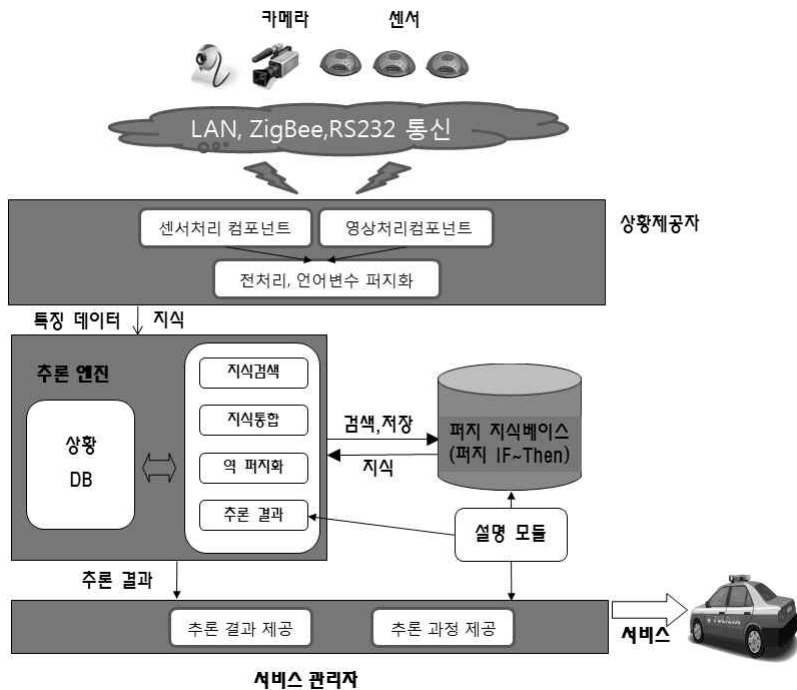 카메라 센서
LAN, ZigBee,RS232 통신
상황제공자
센서처리 컴포넌트
영상처리컴포넌트
전처리, 언어변수 퍼지화
특징 데이터 지식
추론 엔진
상황
DB
지식검색
지식통합
역 퍼지화
추론 결과
검색,저장
지식
퍼지 지식베이스
(퍼지 IF~Then)
설명 모듈
추론 결과
추론 결과 제공
추론 과정 제공
서비스
서비스 관리자